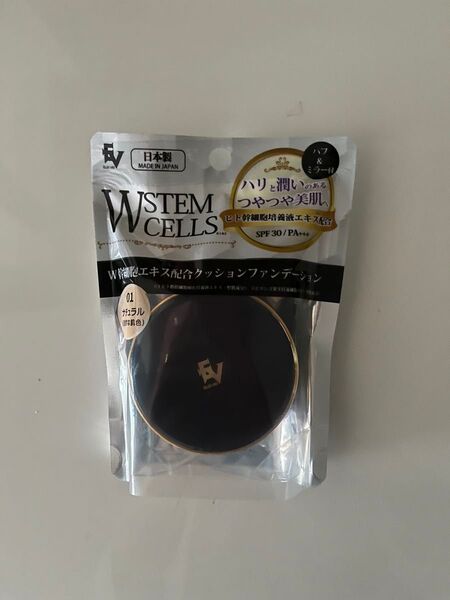 EV
日本製
MADE IN JAPAN
パフ
&
ミラー付
W STEM
CELLS
ハリと潤いのある
つやつや美肌へ
ヒト幹細胞培養液エキス配合
SPF30/PA+++
W幹細胞エキス配合クッションファンデーション
01
ナチュラル
EV